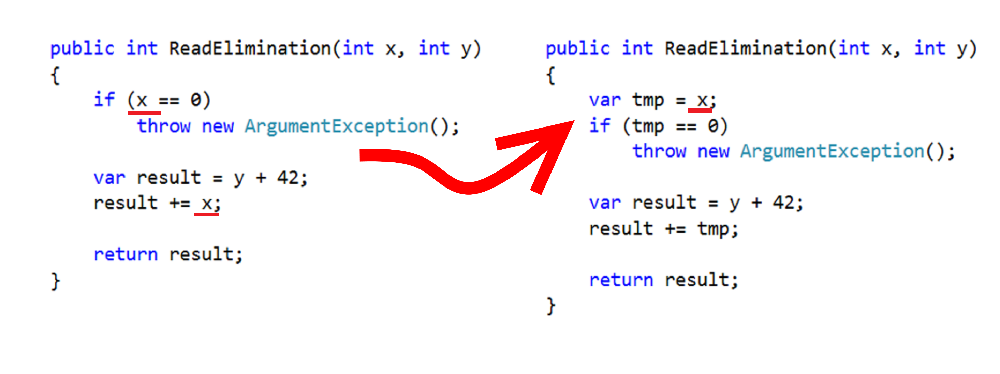 public int ReadElimination(int x, int y)
{
    if (x == 0)
        throw new ArgumentException();

    var result = y + 42;
    result += x;

    return result;
}
public int ReadElimination(int x, int y)
{
    var tmp = x;
    if (tmp == 0)
        throw new ArgumentException();

    var result = y + 42;
    result += tmp;

    return result;
}